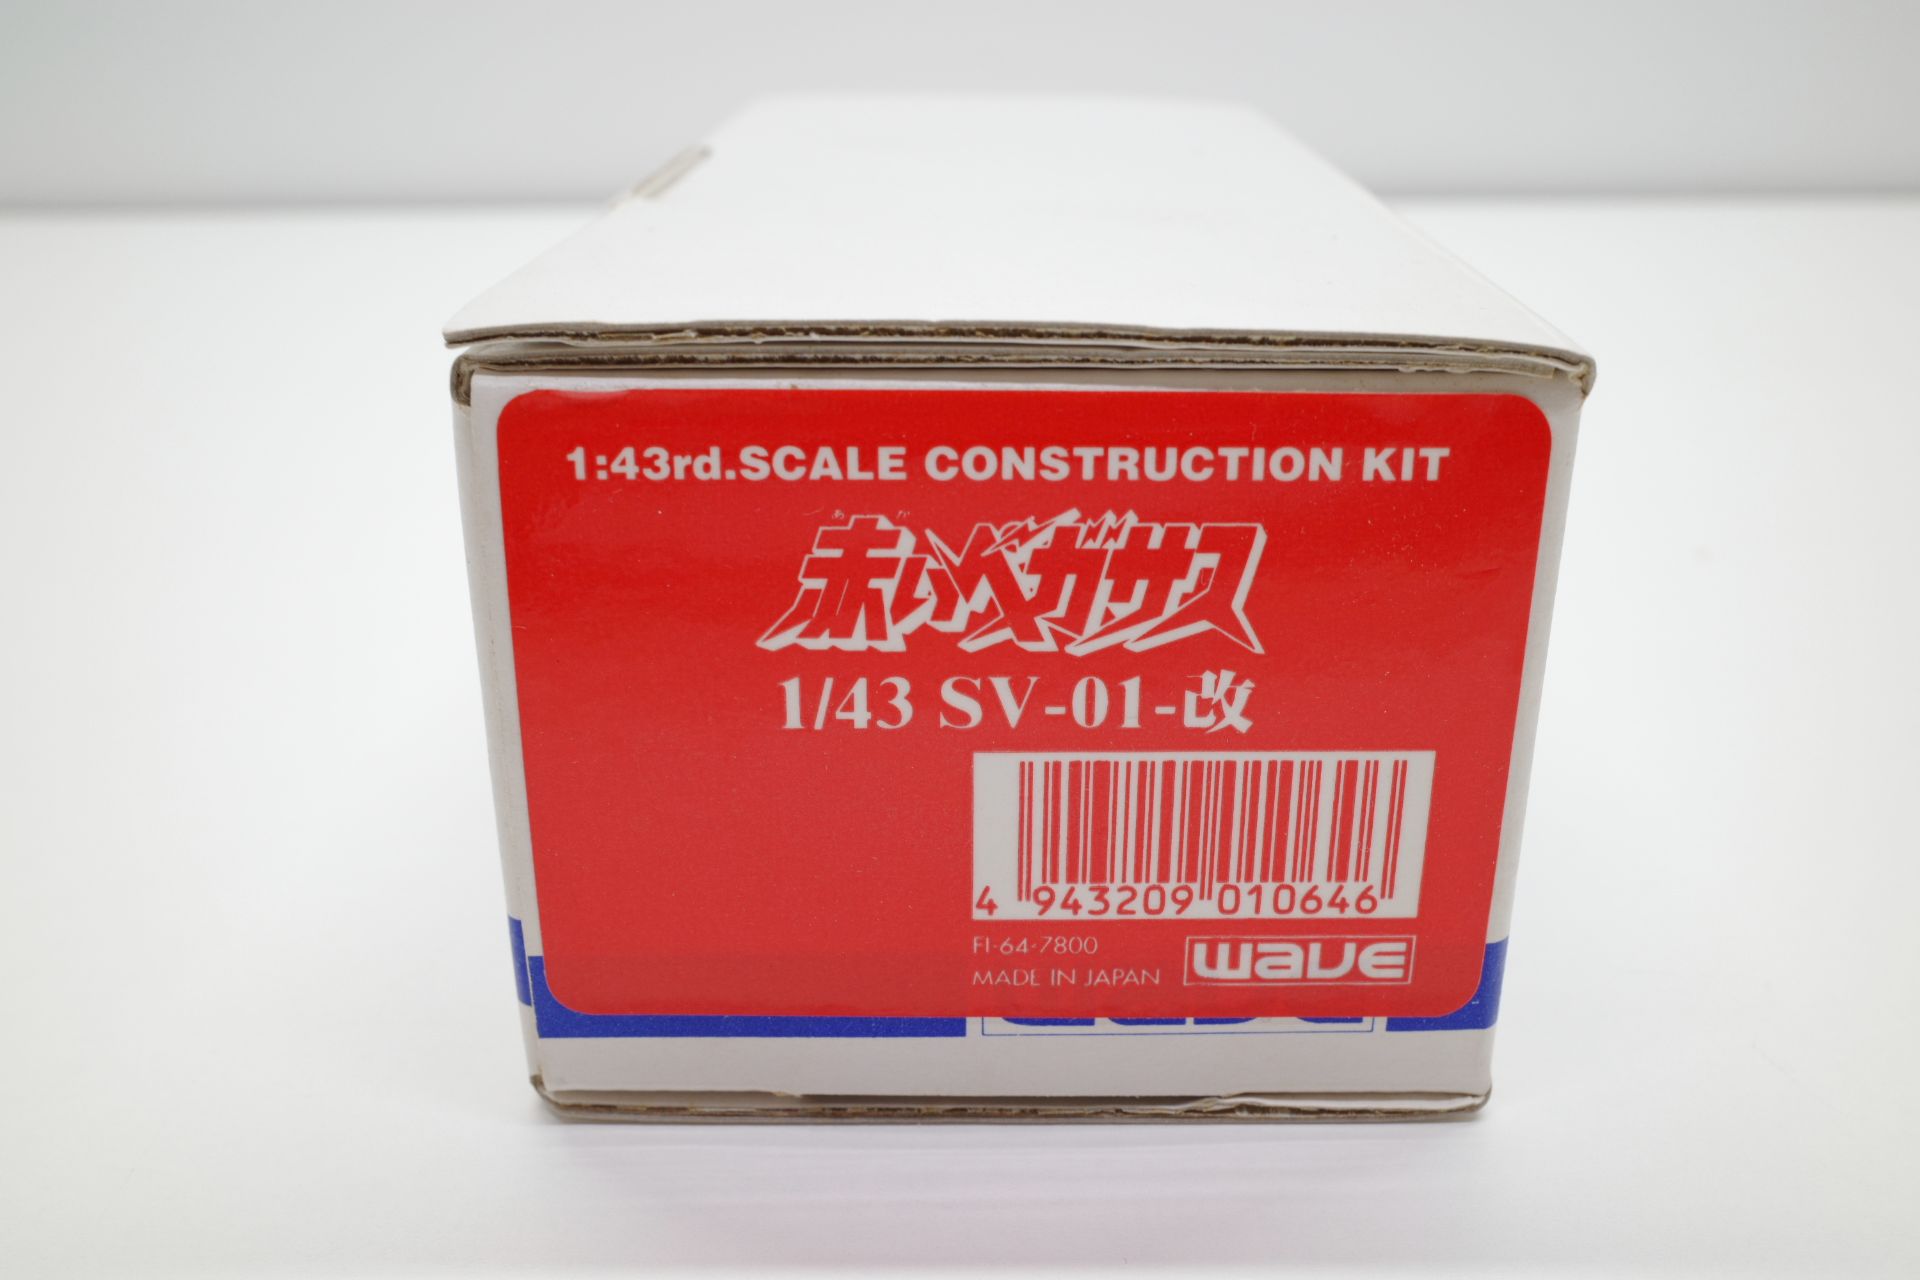 1:43rd.SCALE CONSTRUCTION KIT
あか
赤いペガサス
1/43 SV-01-改
4 943209 010646
FI-64-7800
MADE IN JAPAN
WAVE